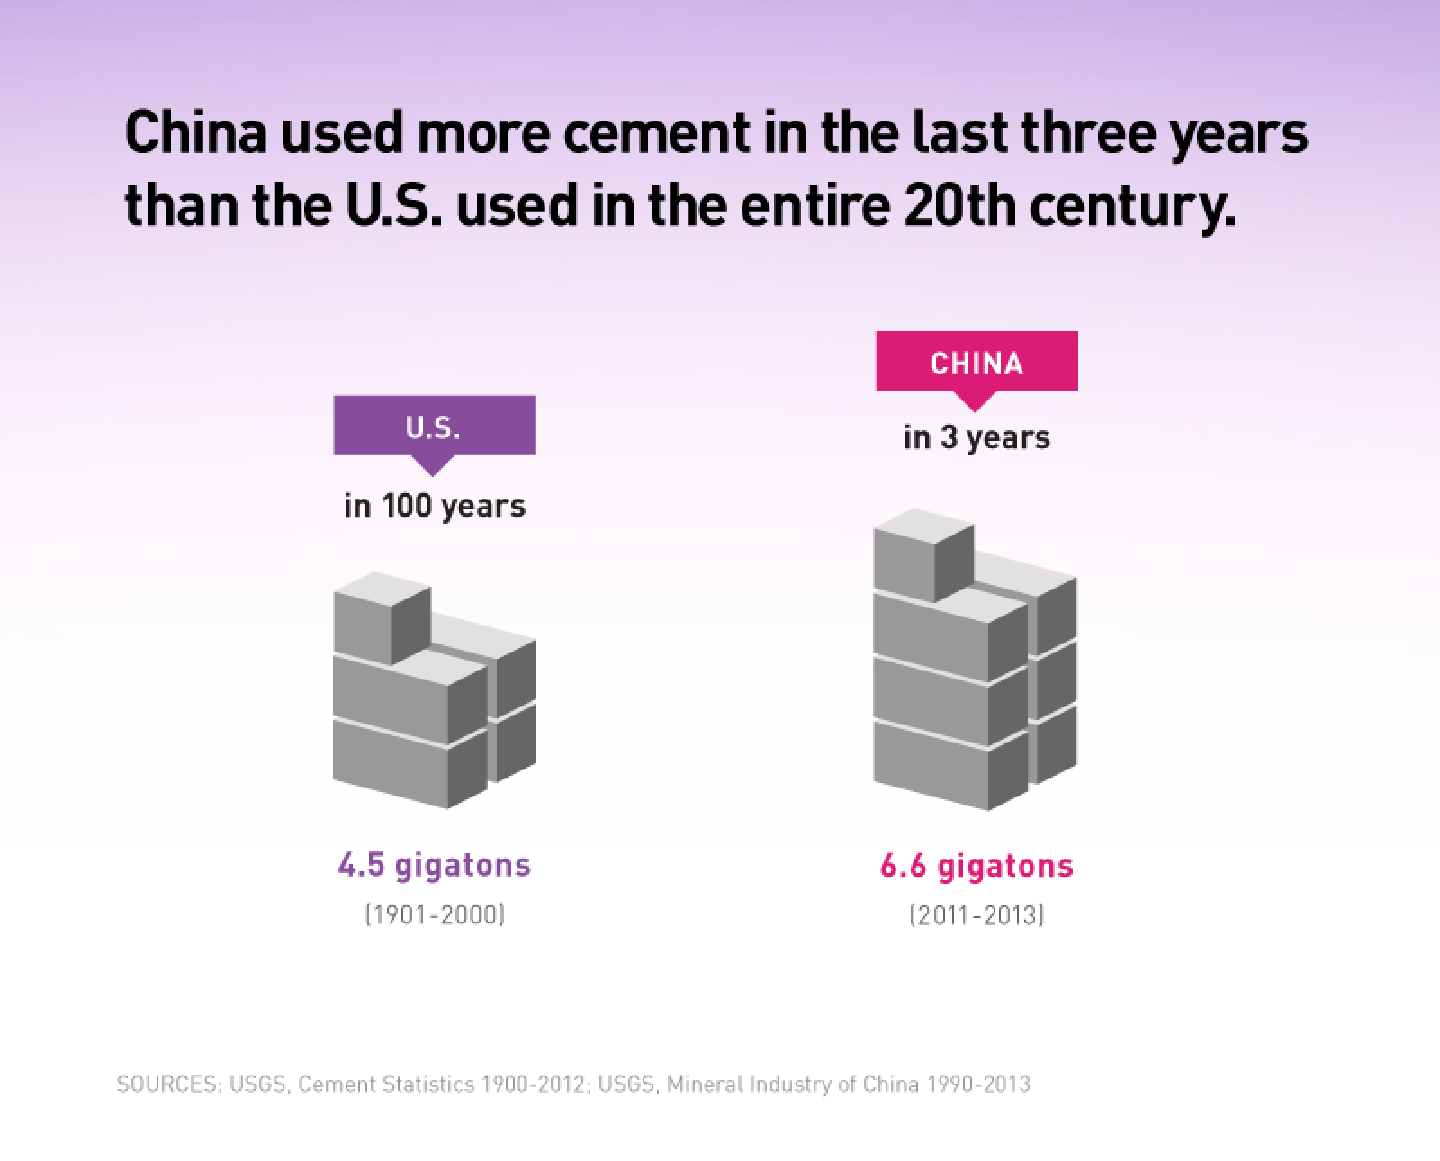 China used more cement in the last three years
than the U.S. used in the entire 20th century.
U.S.
in 100 years
4.5 gigatons
(1901-2000)
CHINA
in 3 years
6.6 gigatons
(2011-2013)
SOURCES: USGS, Cement Statistics 1900-2012; USGS, Mineral Industry of China 1990-2013